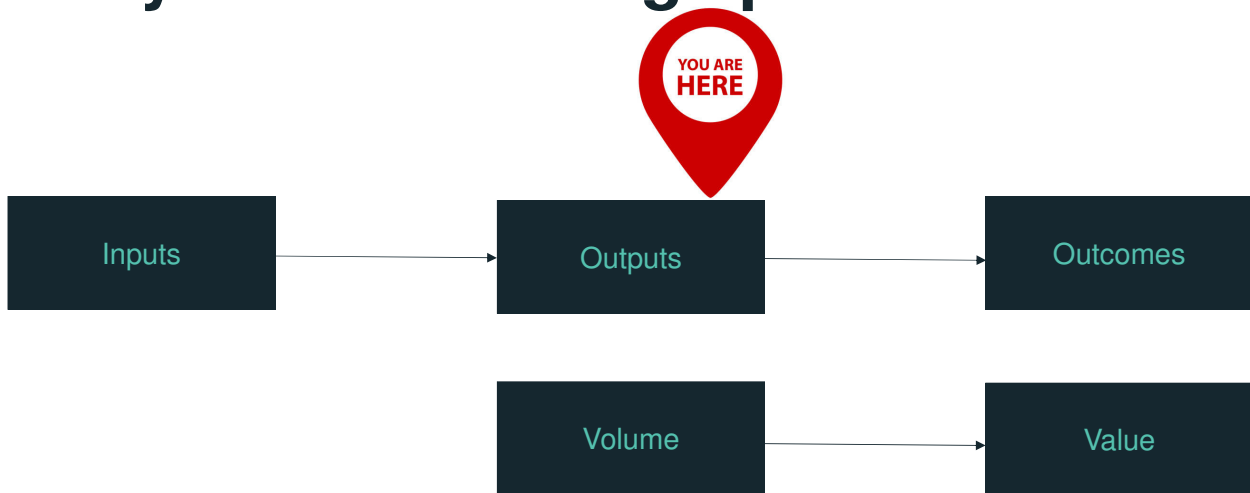 YOU ARE
HERE
Inputs
Outputs
Outcomes
Volume
Value